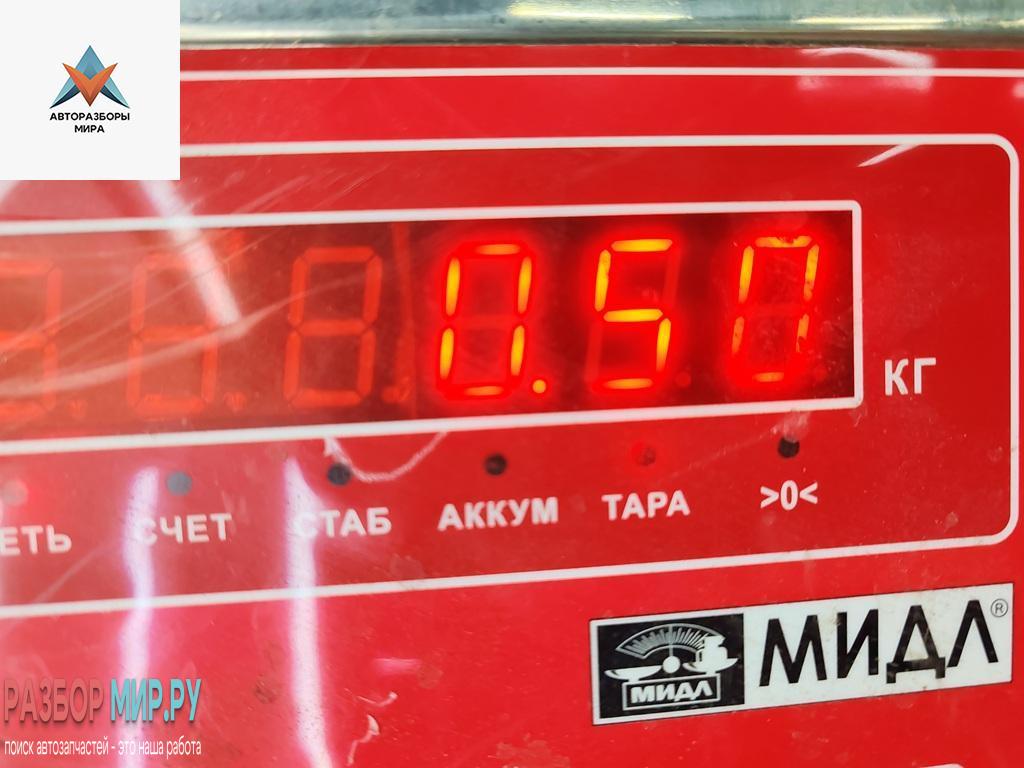 АВТОРАЗБОРЫ
МИРА
0.50
КГ
ЕТЬ СЧЕТ СТАБ АККУМ ТАРА >0<
МИДЛ
МИДЛ®
РАЗБОР МИР.РУ
поиск автозапчастей - это наша работа